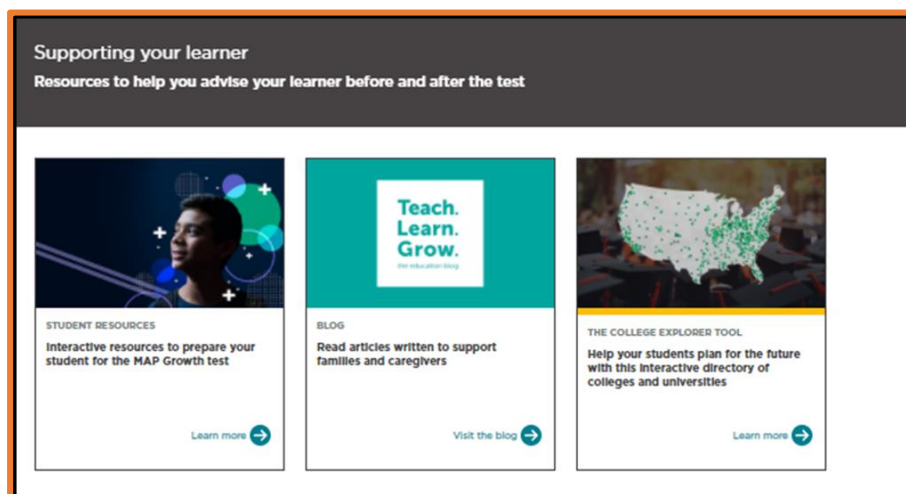 Supporting your learner
Resources to help you advise your learner before and after the test
Teach.
Learn.
Grow.
the education blog
STUDENT RESOURCES
Interactive resources to prepare your
student for the MAP Growth test
Learn more
BLOG
Read articles written to support
families and caregivers
Visit the blog
THE COLLEGE EXPLORER TOOL
Help your students plan for the future
with this interactive directory of
colleges and universities
Learn more